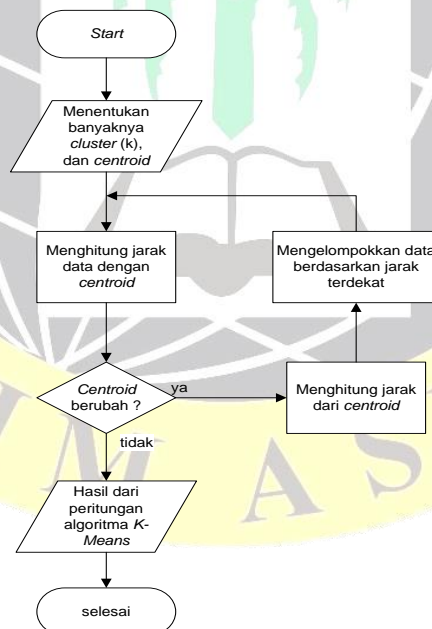 Start
Menentukan
banyaknya
cluster (k),
dan centroid
Menghitung jarak
data dengan
centroid
Mengelompokkan data
berdasarkan jarak
terdekat
Centroid
berubah ?
ya
Menghitung jarak
dari centroid
tidak
Hasil dari
peritungan
algoritma K-
Means
selesai
U M A S